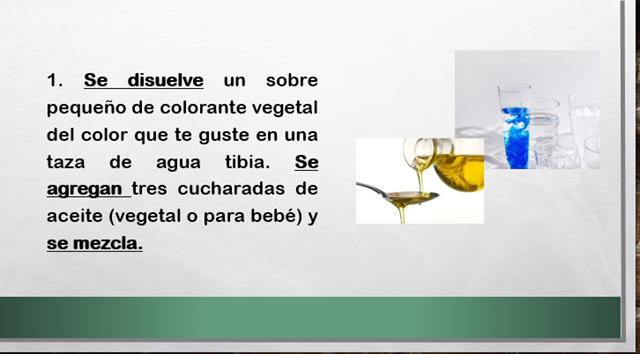 1. Se disuelve un sobre
pequeño de colorante vegetal
del color que te guste en una
taza de agua tibia. Se
agregan tres cucharadas de
aceite (vegetal o para bebé) y
se mezcla.